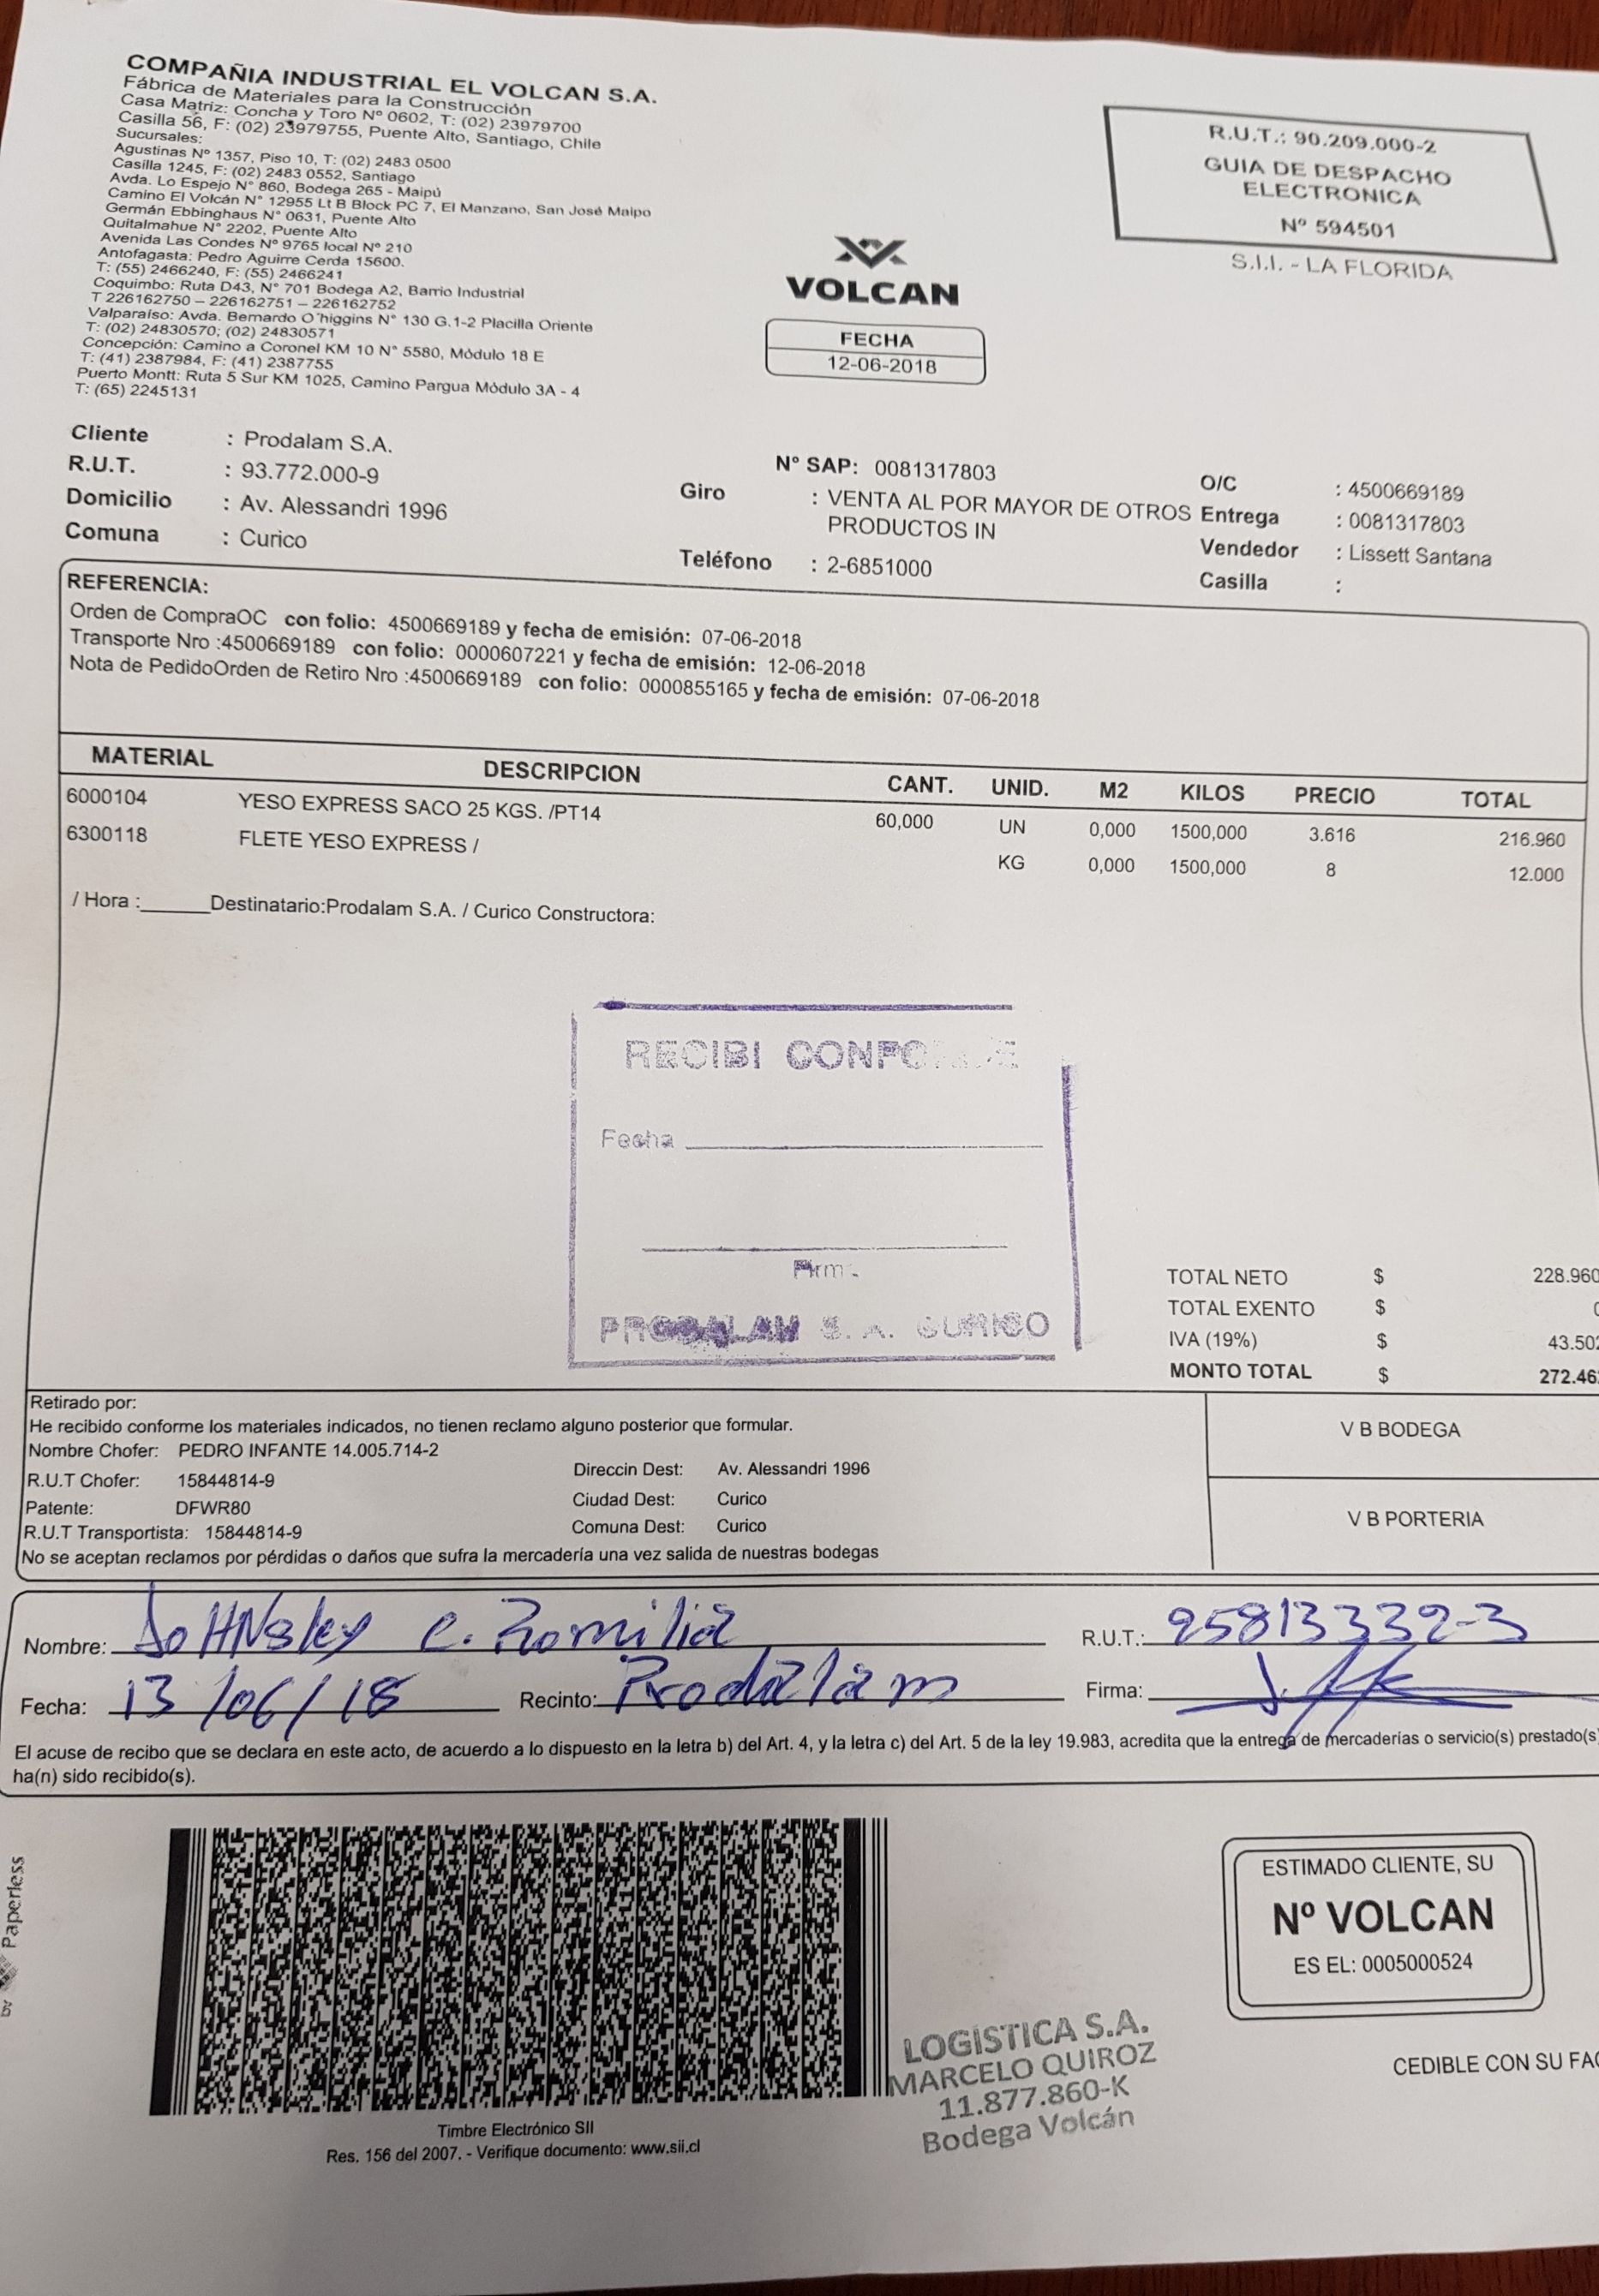 COMPAÑIA INDUSTRIAL EL VOLCAN S.A.
Fábrica de Materiales para la Construcción
Casa Matriz: Concha y Toro Nº 0602, T: (02) 23979700
Casilla 56, F: (02) 23979755, Puente Alto, Santiago, Chile
Sucursales:
Agustinas Nº 1357, Piso 10, T: (02) 2483 0500
Casilla 1245, F: (02) 2483 0552, Santiago
Avda. Lo Espejo N° 860, Bodega 265 - Maipú
Camino El Volcán N° 12955 Lt B Block PC 7, El Manzano, San José Maipo
Germán Ebbinghaus N° 0631, Puente Alto
Quitalmahue N° 2202, Puente Alto
Avenida Las Condes Nº 9765 local Nº 210
Antofagasta: Pedro Aguirre Cerda 15600.
T: (55) 2466240, F: (55) 2466241
Coquimbo: Ruta D43, N° 701 Bodega A2, Barrio Industrial
T 226162750 – 226162751 – 226162752
Valparaíso: Avda. Bernardo O´higgins N° 130 G.1-2 Placilla Oriente
T: (02) 24830570; (02) 24830571
Concepción: Camino a Coronel KM 10 N° 5580, Módulo 18 E
T: (41) 2387984, F: (41) 2387755
Puerto Montt: Ruta 5 Sur KM 1025, Camino Pargua Módulo 3A - 4
T: (65) 2245131
R.U.T.: 90.209.000-2
GUIA DE DESPACHO
ELECTRONICA
Nº 594501
S.I.I. - LA FLORIDA
VOLCAN
FECHA
12-06-2018
Cliente : Prodalam S.A.
R.U.T. : 93.772.000-9
Domicilio : Av. Alessandri 1996
Comuna : Curico
N° SAP: 0081317803
Giro : VENTA AL POR MAYOR DE OTROS
PRODUCTOS IN
Teléfono : 2-6851000
O/C : 4500669189
Entrega : 0081317803
Vendedor : Lissett Santana
Casilla :
REFERENCIA:
Orden de CompraOC con folio: 4500669189 y fecha de emisión: 07-06-2018
Transporte Nro :4500669189 con folio: 0000607221 y fecha de emisión: 12-06-2018
Nota de PedidoOrden de Retiro Nro :4500669189 con folio: 0000855165 y fecha de emisión: 07-06-2018
MATERIAL DESCRIPCION CANT. UNID. M2 KILOS PRECIO TOTAL
6000104 YESO EXPRESS SACO 25 KGS. /PT14 60,000 UN 0,000 1500,000 3.616 216.960
6300118 FLETE YESO EXPRESS / KG 0,000 1500,000 8 12.000
/ Hora :______Destinatario:Prodalam S.A. / Curico Constructora:
RECIBI CONFORME
Fecha
Firma
PRODALAM S. A. CURICO
TOTAL NETO $ 228.960
TOTAL EXENTO $ 0
IVA (19%) $ 43.502
MONTO TOTAL $ 272.46
Retirado por:
He recibido conforme los materiales indicados, no tienen reclamo alguno posterior que formular.
Nombre Chofer: PEDRO INFANTE 14.005.714-2
R.U.T Chofer: 15844814-9
Patente: DFWR80
R.U.T Transportista: 15844814-9
Direccin Dest: Av. Alessandri 1996
Ciudad Dest: Curico
Comuna Dest: Curico
No se aceptan reclamos por pérdidas o daños que sufra la mercadería una vez salida de nuestras bodegas
V B BODEGA
V B PORTERIA
Nombre: JoHNsley c. Romilia R.U.T.: 25813332-3
Fecha: 13/06/18 Recinto: Prodalam Firma:
El acuse de recibo que se declara en este acto, de acuerdo a lo dispuesto en la letra b) del Art. 4, y la letra c) del Art. 5 de la ley 19.983, acredita que la entrega de mercaderías o servicio(s) prestado(s)
ha(n) sido recibido(s).
Paperless
Timbre Electrónico SII
Res. 156 del 2007. - Verifique documento: www.sii.cl
LOGISTICA S.A.
MARCELO QUIROZ
11.877.860-K
Bodega Volcán
ESTIMADO CLIENTE, SU
Nº VOLCAN
ES EL: 0005000524
CEDIBLE CON SU FAC